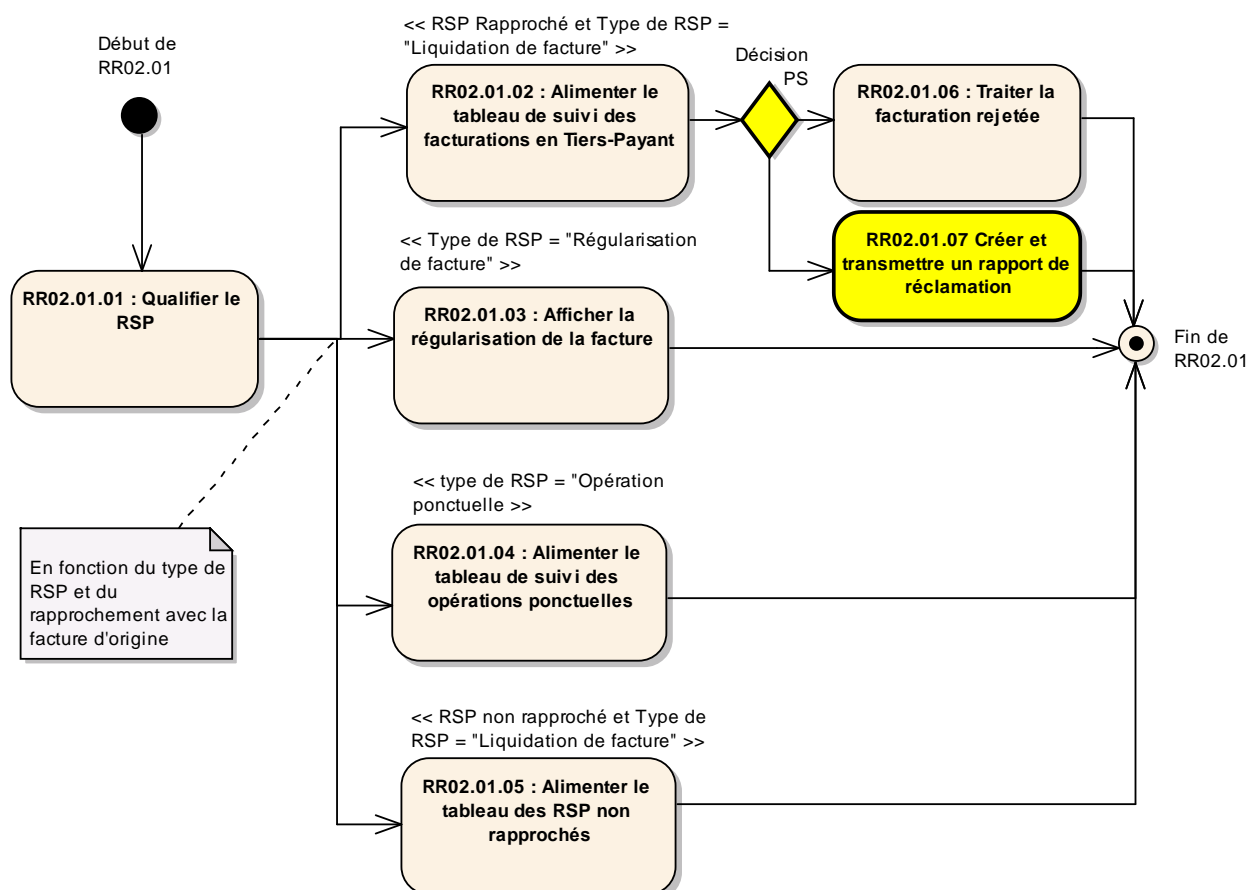 << RSP Rapproché et Type de RSP =
"Liquidation de facture" >>
Début de
RR02.01
Décision
PS
RR02.01.02 : Alimenter le
tableau de suivi des
facturations en Tiers-Payant
RR02.01.06 : Traiter la
facturation rejetée
<< Type de RSP = "Régularisation
de facture" >>
RR02.01.07 Créer et
transmettre un rapport de
réclamation
RR02.01.01 : Qualifier le
RSP
RR02.01.03 : Afficher la
régularisation de la facture
Fin de
RR02.01
<< type de RSP = "Opération
ponctuelle >>
En fonction du type de
RSP et du
rapprochement avec la
facture d'origine
RR02.01.04 : Alimenter le
tableau de suivi des
opérations ponctuelles
<< RSP non rapproché et Type de
RSP = "Liquidation de facture" >>
RR02.01.05 : Alimenter le
tableau des RSP non
rapprochés